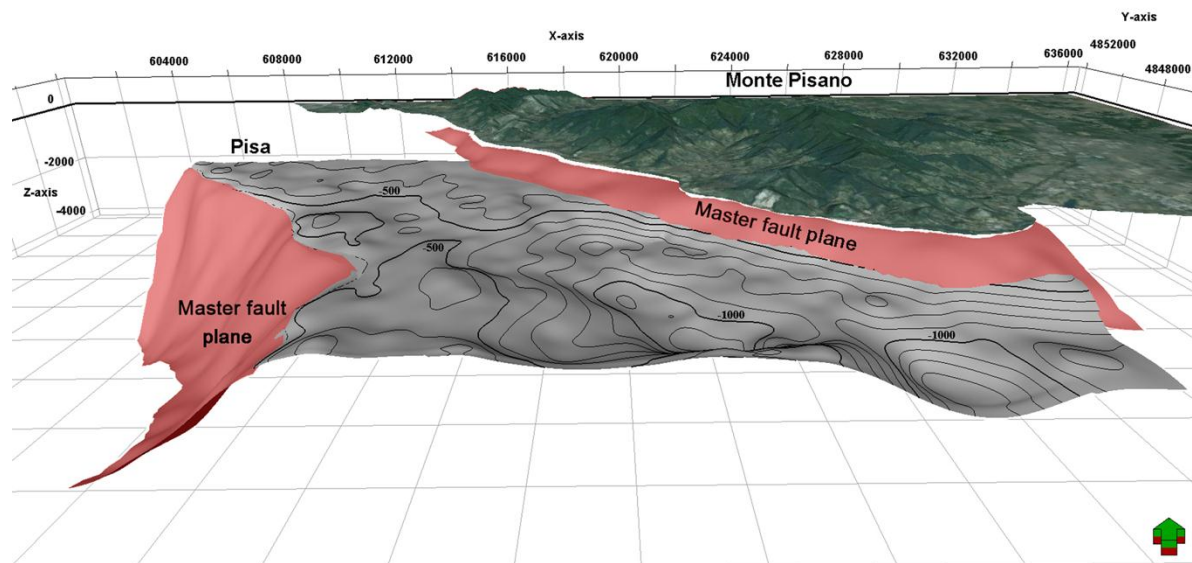 X-axis
Y-axis
604000
608000
612000
616000
620000
624000
628000
632000
636000
4852000
4848000
Monte Pisano
0
Pisa
-2000
Z-axis
-4000
-500
Master fault plane
-500
Master fault
plane
-1000
-1000